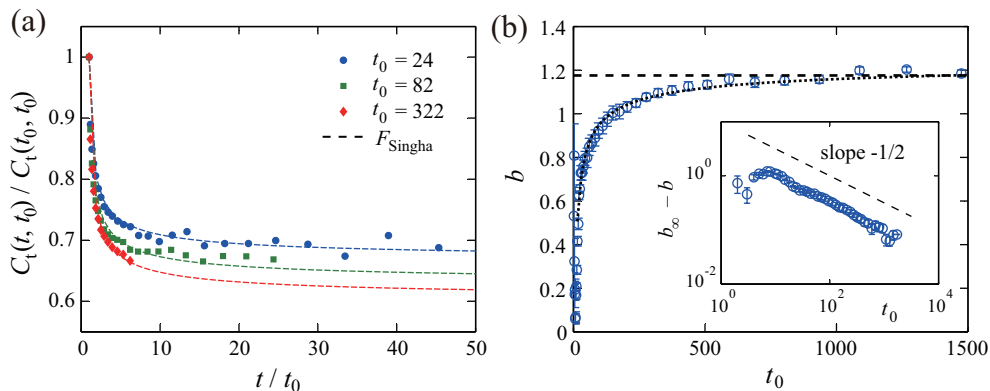 (a)
C_t(t, t_0) / C_t(t_0, t_0)
1
0.9
0.8
0.7
0.6
t_0 = 24
t_0 = 82
t_0 = 322
F_Singha
0 10 20 30 40 50
t / t_0
(b)
b
1.4
1.2
1.0
0.8
0.6
0.4
0.2
0
0 500 1000 1500
t_0
slope -1/2
b_∞ − b
10^0
10^-2
10^0 10^2 10^4
t_0